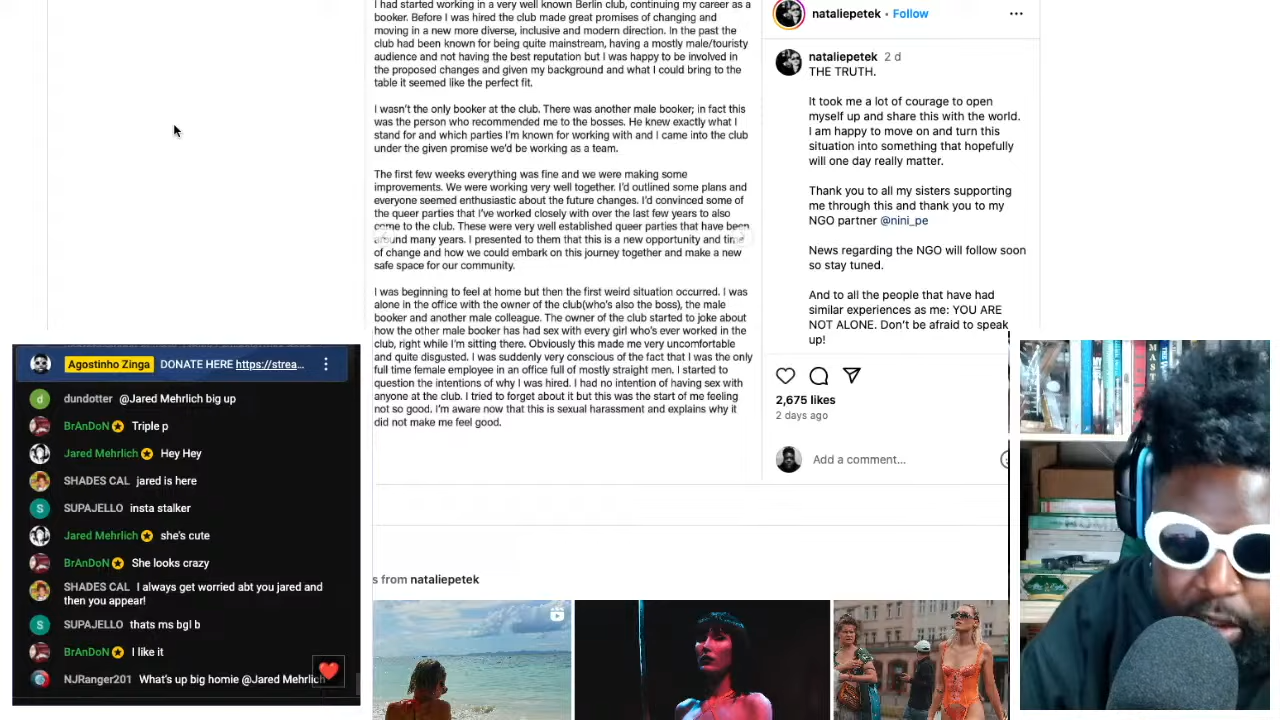 I had started working in a very well known Berlin club, continuing my career as a
booker. Before I was hired the club made great promises of changing and
moving in a new more diverse, inclusive and modern direction. In the past the
club had been known for being quite mainstream, having a mostly male/touristy
audience and not having the best reputation but I was happy to be involved in
the proposed changes and given my background and what I could bring to the
table it seemed like the perfect fit.
I wasn't the only booker at the club. There was another male booker; in fact this
was the person who recommended me to the bosses. He knew exactly what I
stand for and which parties I'm known for working with and I came into the club
under the given promise we'd be working as a team.
The first few weeks everything was fine and we were making some
improvements. We were working very well together. I'd outlined some plans and
everyone seemed enthusiastic about the future changes. I'd convinced some of
the queer parties that I've worked closely with over the last few years to also
come to the club. These were very well established queer parties that have been
around many years. I presented to them that this is a new opportunity and time
of change and how we could embark on this journey together and make a new
safe space for our community.
I was beginning to feel at home but then the first weird situation occurred. I was
alone in the office with the owner of the club(who's also the boss), the male
booker and another male colleague. The owner of the club started to joke about
how the other male booker has had sex with every girl who's ever worked in the
club, right while I'm sitting there. Obviously this made me very uncomfortable
and quite disgusted. I was suddenly very conscious of the fact that I was the only
full time female employee in an office full of mostly straight men. I started to
question the intentions of why I was hired. I had no intention of having sex with
anyone at the club. I tried to forget about it but this was the start of me feeling
not so good. I'm aware now that this is sexual harassment and explains why it
did not make me feel good.
nataliepetek • Follow
nataliepetek 2 d
THE TRUTH.
It took me a lot of courage to open
myself up and share this with the world.
I am happy to move on and turn this
situation into something that hopefully
will one day really matter.
Thank you to all my sisters supporting
me through this and thank you to my
NGO partner @nini_pe
News regarding the NGO will follow soon
so stay tuned.
And to all the people that have had
similar experiences as me: YOU ARE
NOT ALONE. Don't be afraid to speak
up!
2,675 likes
2 days ago
Add a comment...
s from nataliepetek
Agostinho Zinga DONATE HERE https://strea...
d dundotter @Jared Mehrlich big up
BrAnDoN Triple p
Jared Mehrlich Hey Hey
SHADES CAL jared is here
S SUPAJELLO insta stalker
Jared Mehrlich she's cute
BrAnDoN She looks crazy
SHADES CAL I always get worried abt you jared and
then you appear!
S SUPAJELLO thats ms bgl b
BrAnDoN I like it
NJRanger201 What's up big homie @Jared Mehrlich